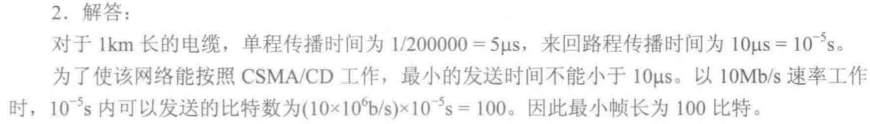 2. 解答：
对于 1km 长的电缆，单程传播时间为 1/200000 = 5μs，来回路程传播时间为 10μs = 10⁻⁵s。
为了使该网络能按照 CSMA/CD 工作，最小的发送时间不能小于 10μs。以 10Mb/s 速率工作
时，10⁻⁵s 内可以发送的比特数为(10×10⁶b/s)×10⁻⁵s = 100。因此最小帧长为 100 比特。